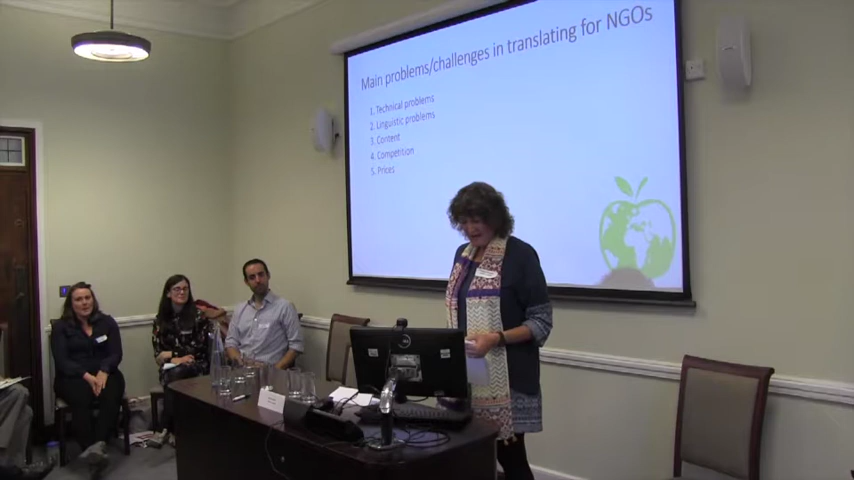 Main problems/challenges in translating for NGOs
1. Technical problems
2. Linguistic problems
3. Content
4. Competition
5. Prices